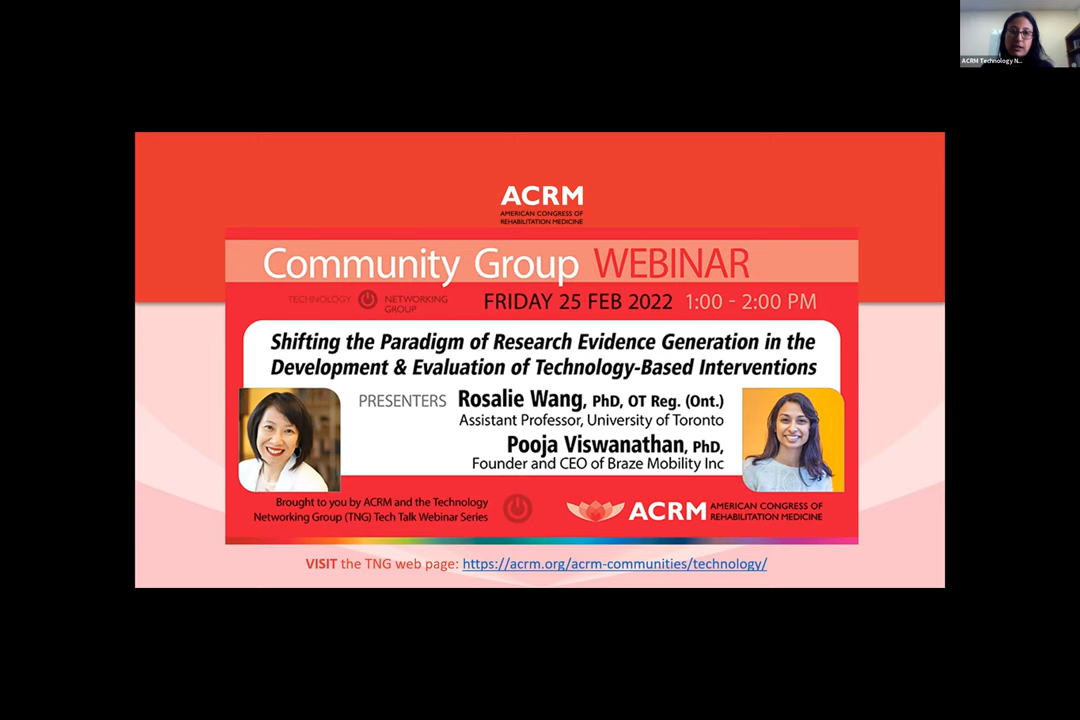 ACRM Technology N...
ACRM
AMERICAN CONGRESS OF
REHABILITATION MEDICINE
Community Group WEBINAR
TECHNOLOGY NETWORKING
GROUP
FRIDAY 25 FEB 2022 1:00 - 2:00 PM
Shifting the Paradigm of Research Evidence Generation in the
Development & Evaluation of Technology-Based Interventions
PRESENTERS Rosalie Wang, PhD, OT Reg. (Ont.)
Assistant Professor, University of Toronto
Pooja Viswanathan, PhD,
Founder and CEO of Braze Mobility Inc
Brought to you by ACRM and the Technology
Networking Group (TNG) Tech Talk Webinar Series
ACRM AMERICAN CONGRESS OF
REHABILITATION MEDICINE
VISIT the TNG web page: https://acrm.org/acrm-communities/technology/